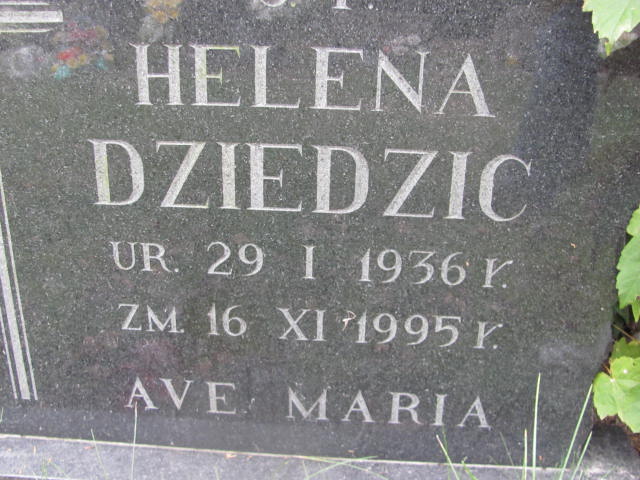 HELENA
DZIEDZIC
UR. 29 I 1936 r.
ZM. 16 XI 1995 r.
AVE MARIA